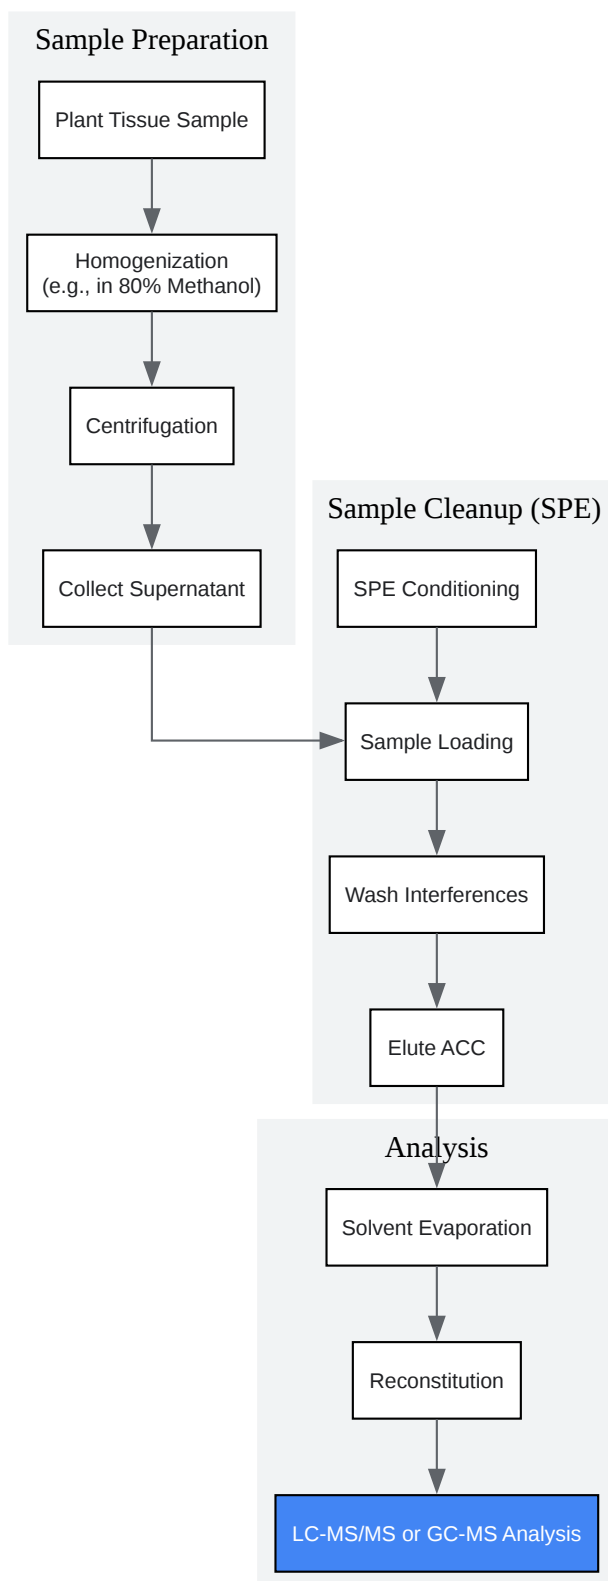 Sample Preparation
Plant Tissue Sample
Homogenization
(e.g., in 80% Methanol)
Centrifugation
Collect Supernatant
Sample Cleanup (SPE)
SPE Conditioning
Sample Loading
Wash Interferences
Elute ACC
Analysis
Solvent Evaporation
Reconstitution
LC-MS/MS or GC-MS Analysis